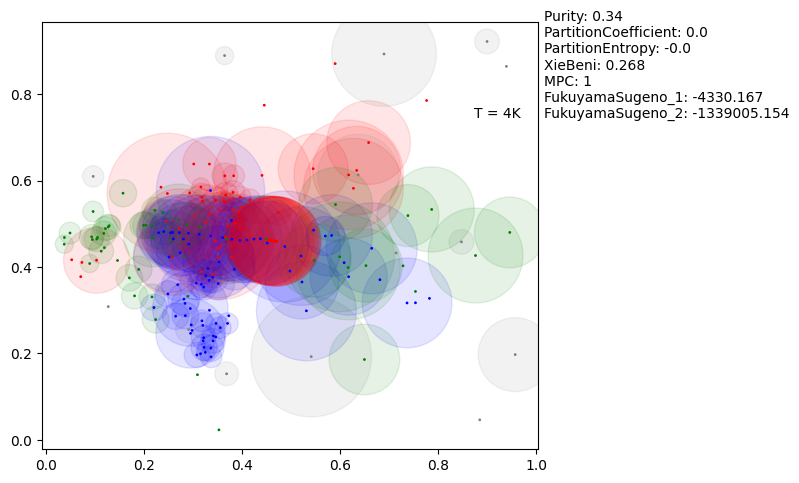 Purity: 0.34
PartitionCoefficient: 0.0
PartitionEntropy: -0.0
XieBeni: 0.268
MPC: 1
FukuyamaSugeno_1: -4330.167
FukuyamaSugeno_2: -1339005.154
T = 4K
0.8
0.6
0.4
0.2
0.0
0.0 0.2 0.4 0.6 0.8 1.0